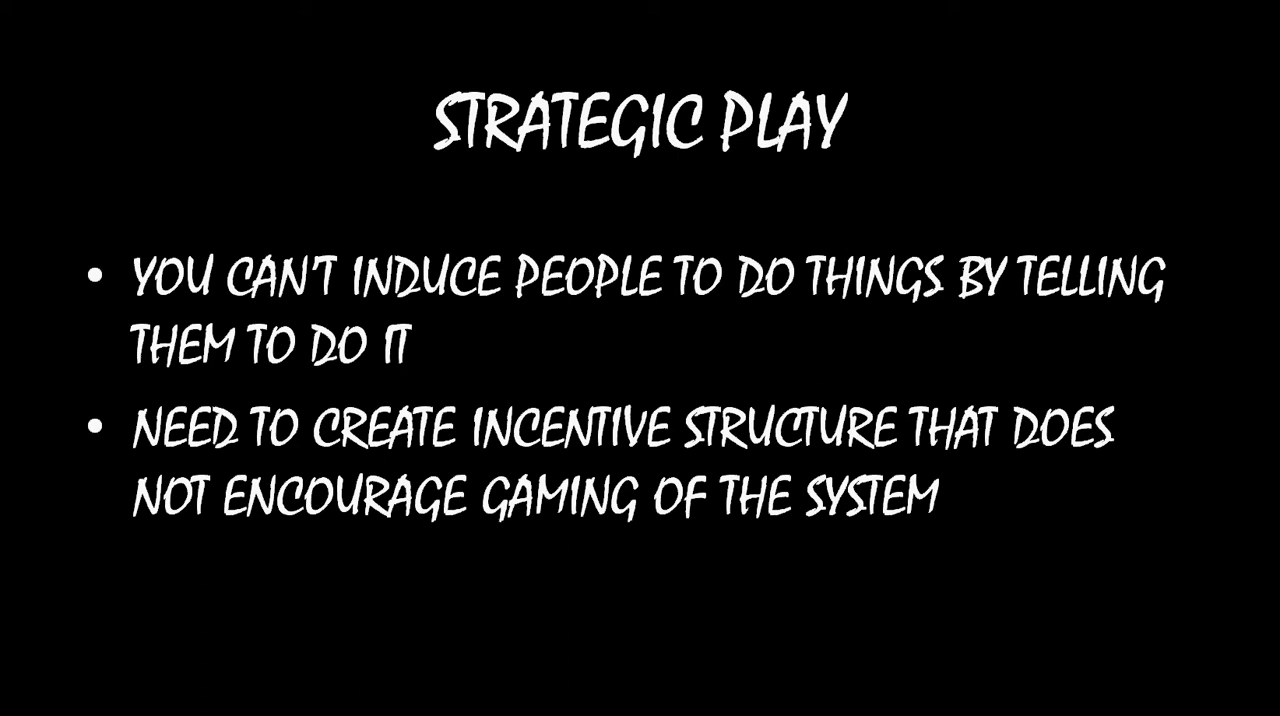 STRATEGIC PLAY
• YOU CAN'T INDUCE PEOPLE TO DO THINGS BY TELLING
THEM TO DO IT
• NEED TO CREATE INCENTIVE STRUCTURE THAT DOES
NOT ENCOURAGE GAMING OF THE SYSTEM